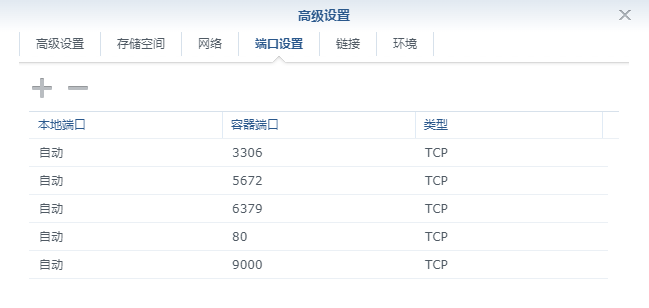 高级设置
高级设置 存储空间 网络 端口设置 链接 环境
本地端口 容器端口 类型
自动 3306 TCP
自动 5672 TCP
自动 6379 TCP
自动 80 TCP
自动 9000 TCP